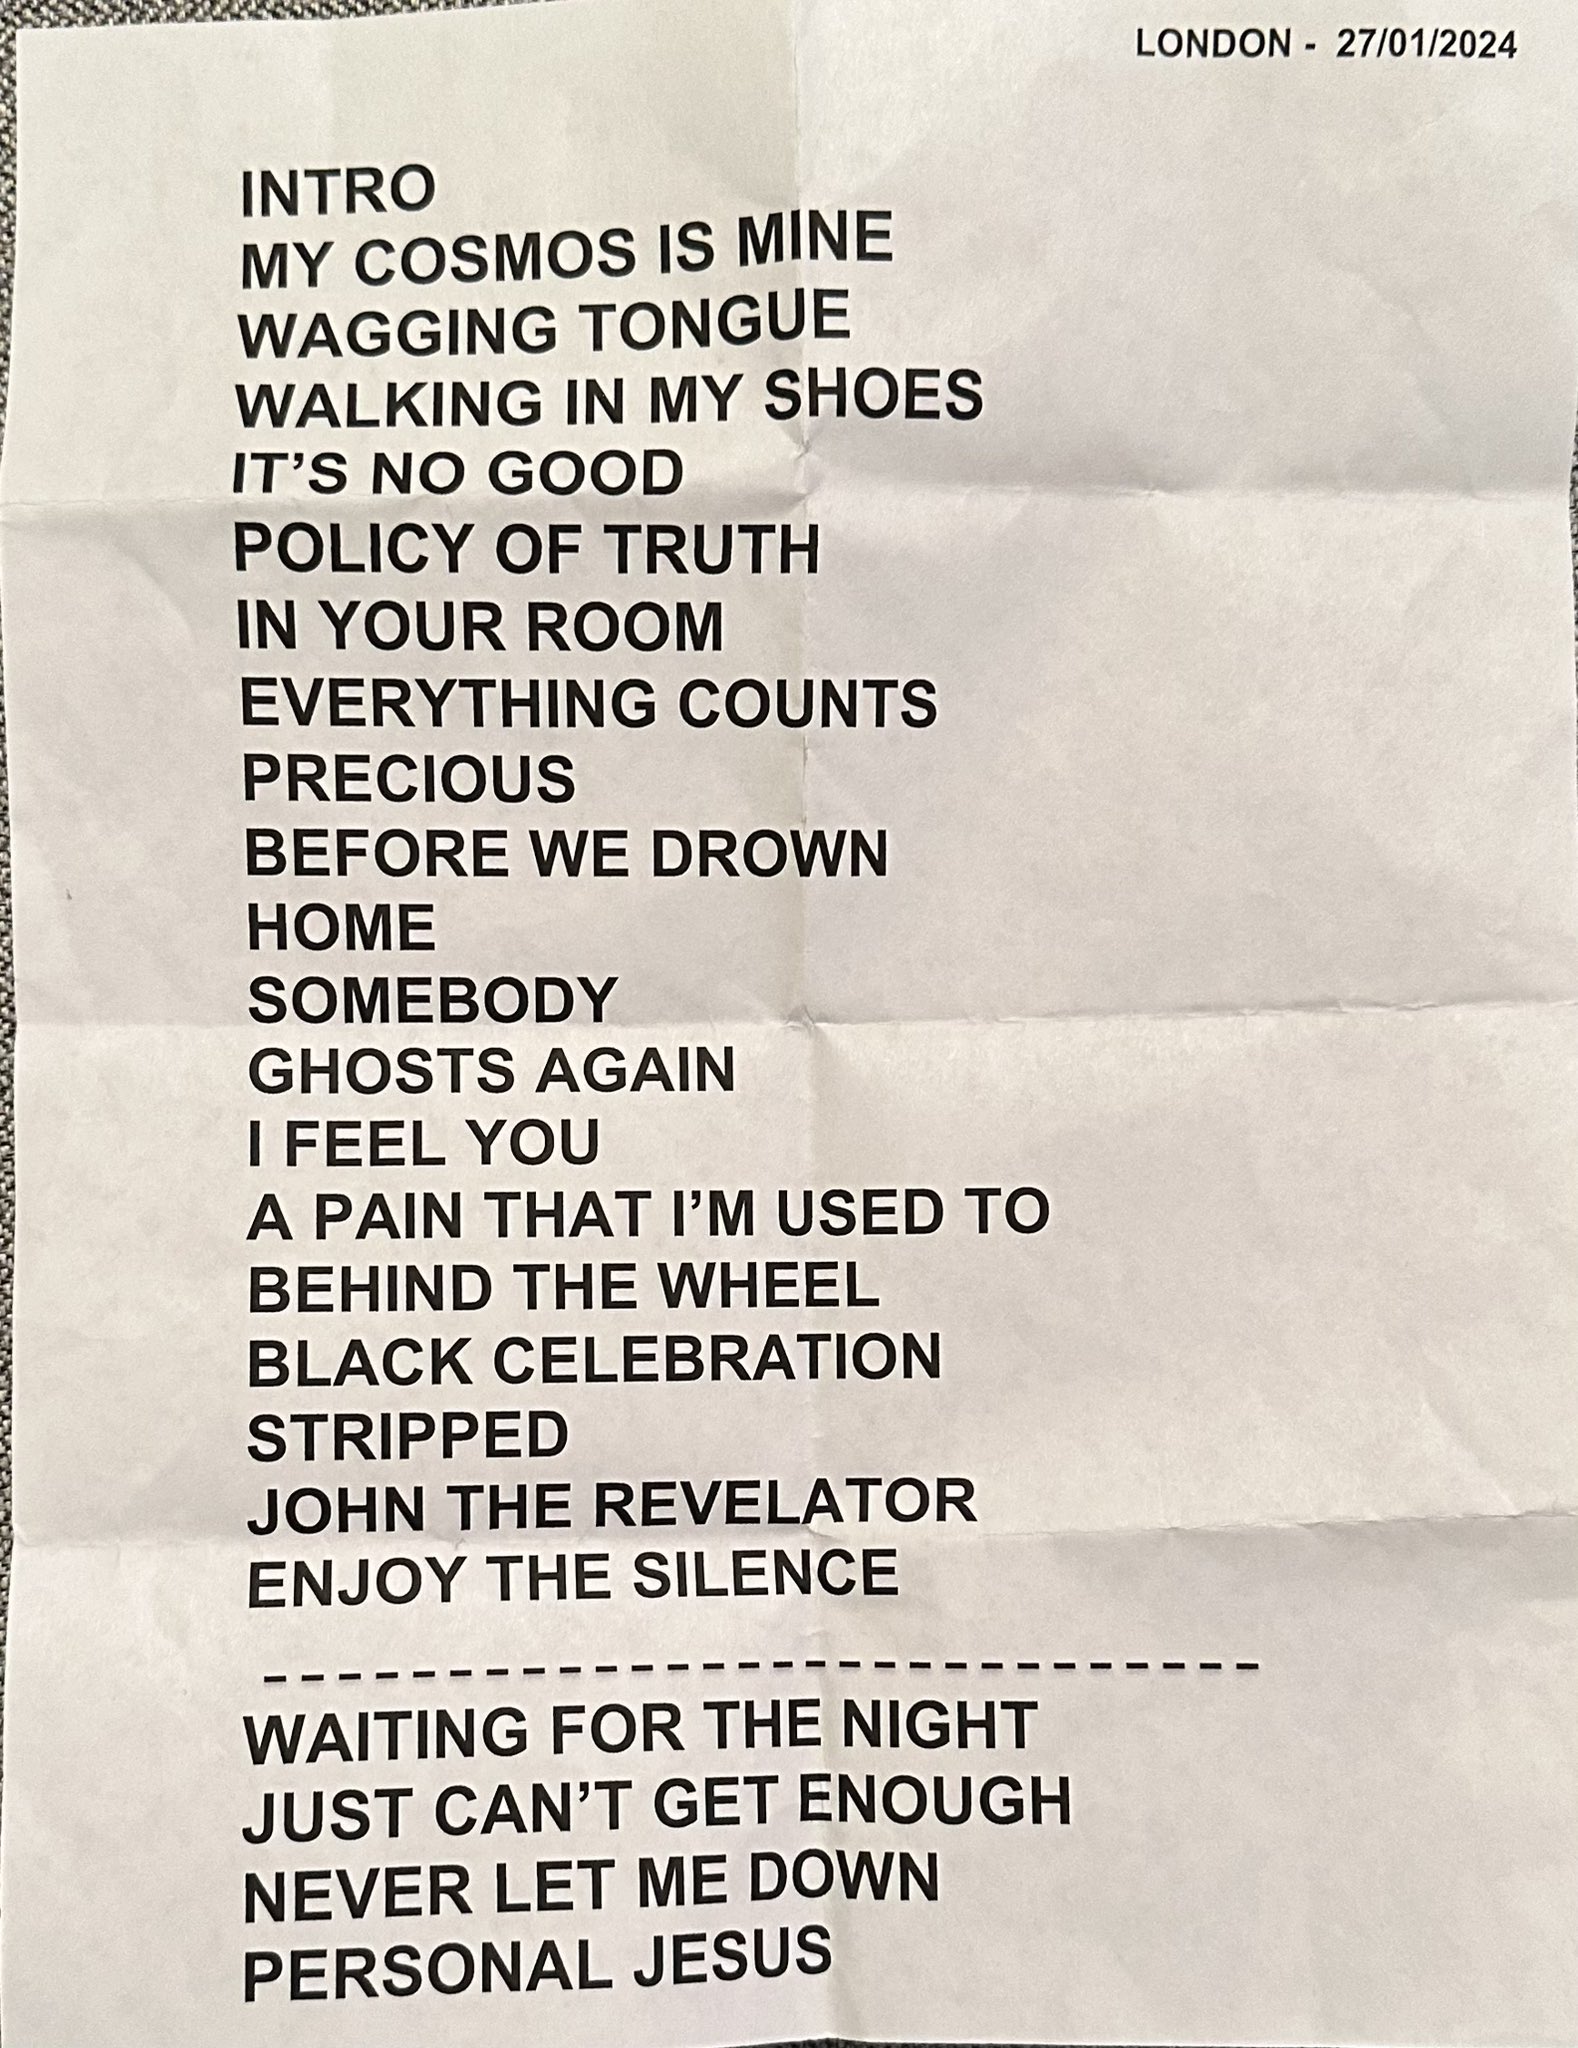 LONDON - 27/01/2024
INTRO
MY COSMOS IS MINE
WAGGING TONGUE
WALKING IN MY SHOES
IT’S NO GOOD
POLICY OF TRUTH
IN YOUR ROOM
EVERYTHING COUNTS
PRECIOUS
BEFORE WE DROWN
HOME
SOMEBODY
GHOSTS AGAIN
I FEEL YOU
A PAIN THAT I’M USED TO
BEHIND THE WHEEL
BLACK CELEBRATION
STRIPPED
JOHN THE REVELATOR
ENJOY THE SILENCE
- - - - - - - - - - - - - - - - - - - - - - - - - - - -
WAITING FOR THE NIGHT
JUST CAN’T GET ENOUGH
NEVER LET ME DOWN
PERSONAL JESUS